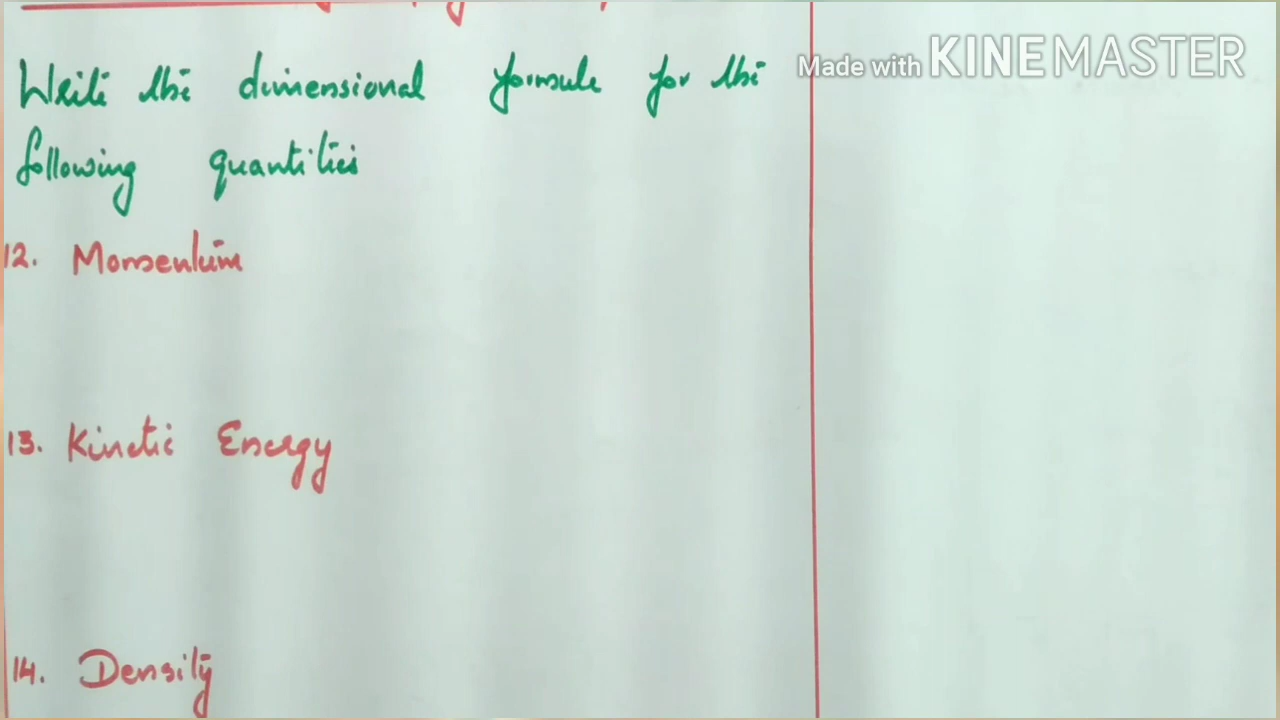 Write the dimensional formula for the
following quantities
12. Momentum
13. Kinetic Energy
14. Density
Made with KINEMASTER